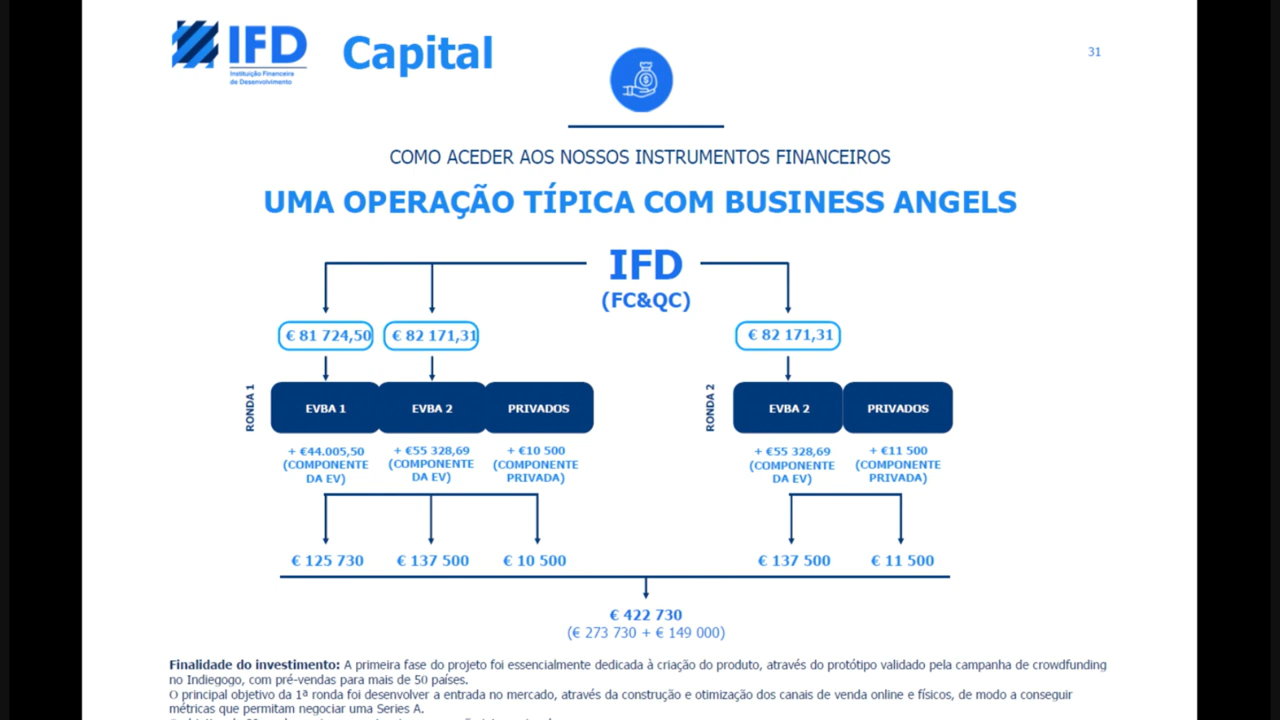 IFD
Instituição Financeira
de Desenvolvimento
Capital
31
COMO ACEDER AOS NOSSOS INSTRUMENTOS FINANCEIROS
UMA OPERAÇÃO TÍPICA COM BUSINESS ANGELS
IFD
(FC&QC)
€ 81 724,50
€ 82 171,31
€ 82 171,31
RONDA 1
EVBA 1
EVBA 2
PRIVADOS
RONDA 2
EVBA 2
PRIVADOS
+ €44.005,50
(COMPONENTE
DA EV)
+ €55 328,69
(COMPONENTE
DA EV)
+ €10 500
(COMPONENTE
PRIVADA)
+ €55 328,69
(COMPONENTE
DA EV)
+ €11 500
(COMPONENTE
PRIVADA)
€ 125 730
€ 137 500
€ 10 500
€ 137 500
€ 11 500
€ 422 730
(€ 273 730 + € 149 000)
Finalidade do investimento: A primeira fase do projeto foi essencialmente dedicada à criação do produto, através do protótipo validado pela campanha de crowdfunding
no Indiegogo, com pré-vendas para mais de 50 países.
O principal objetivo da 1ª ronda foi desenvolver a entrada no mercado, através da construção e otimização dos canais de venda online e físicos, de modo a conseguir
métricas que permitam negociar uma Series A.